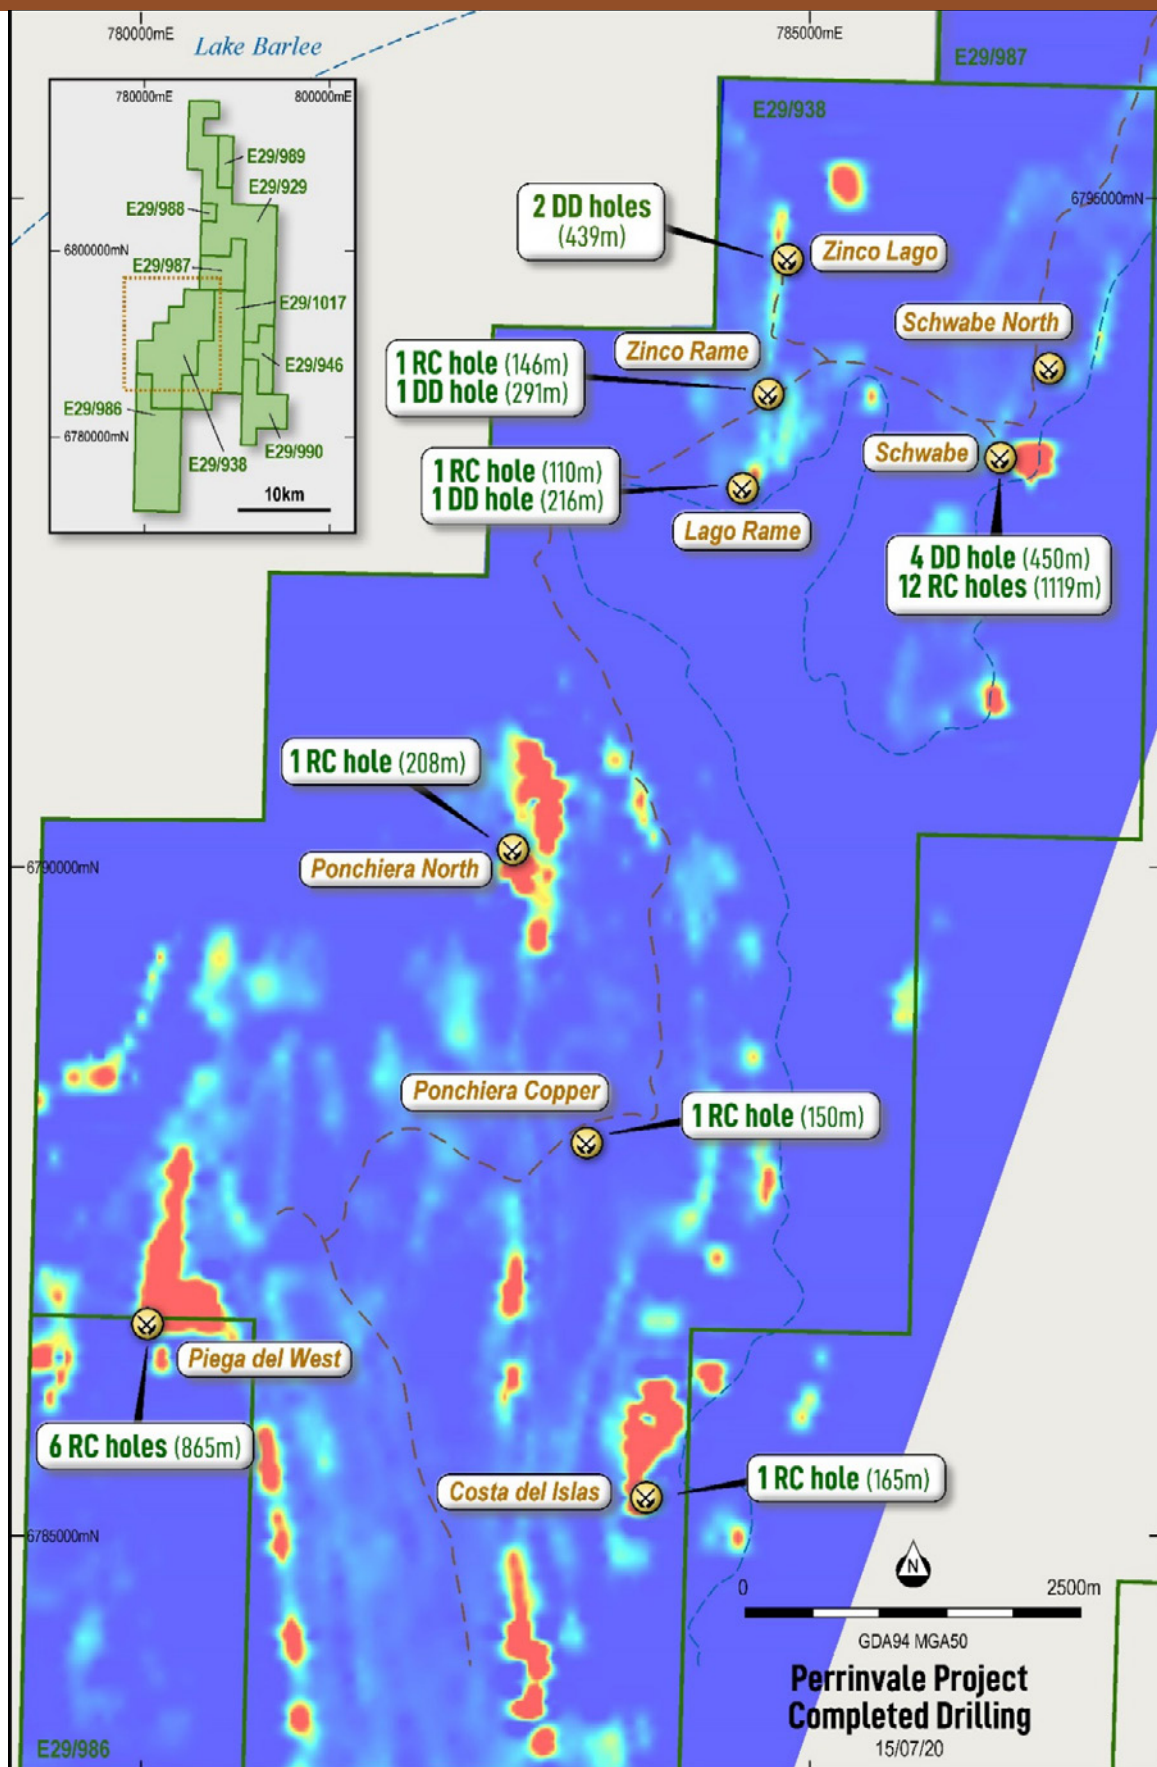 780000mE
785000mE
Lake Barlee
E29/987
780000mE
800000mE
E29/938
E29/989
E29/929
E29/988
6795000mN
2 DD holes
(439m)
Zinco Lago
6800000mN
E29/987
E29/1017
Schwabe North
Zinco Rame
1 RC hole (146m)
1 DD hole (291m)
E29/946
E29/986
6780000mN
E29/990
E29/938
10km
Schwabe
1 RC hole (110m)
1 DD hole (216m)
Lago Rame
4 DD hole (450m)
12 RC holes (1119m)
1 RC hole (208m)
6790000mN
Ponchiera North
Ponchiera Copper
1 RC hole (150m)
Piega del West
6 RC holes (865m)
Costa del Islas
1 RC hole (165m)
6785000mN
N
0
2500m
GDA94 MGA50
Perrinvale Project
Completed Drilling
15/07/20
E29/986